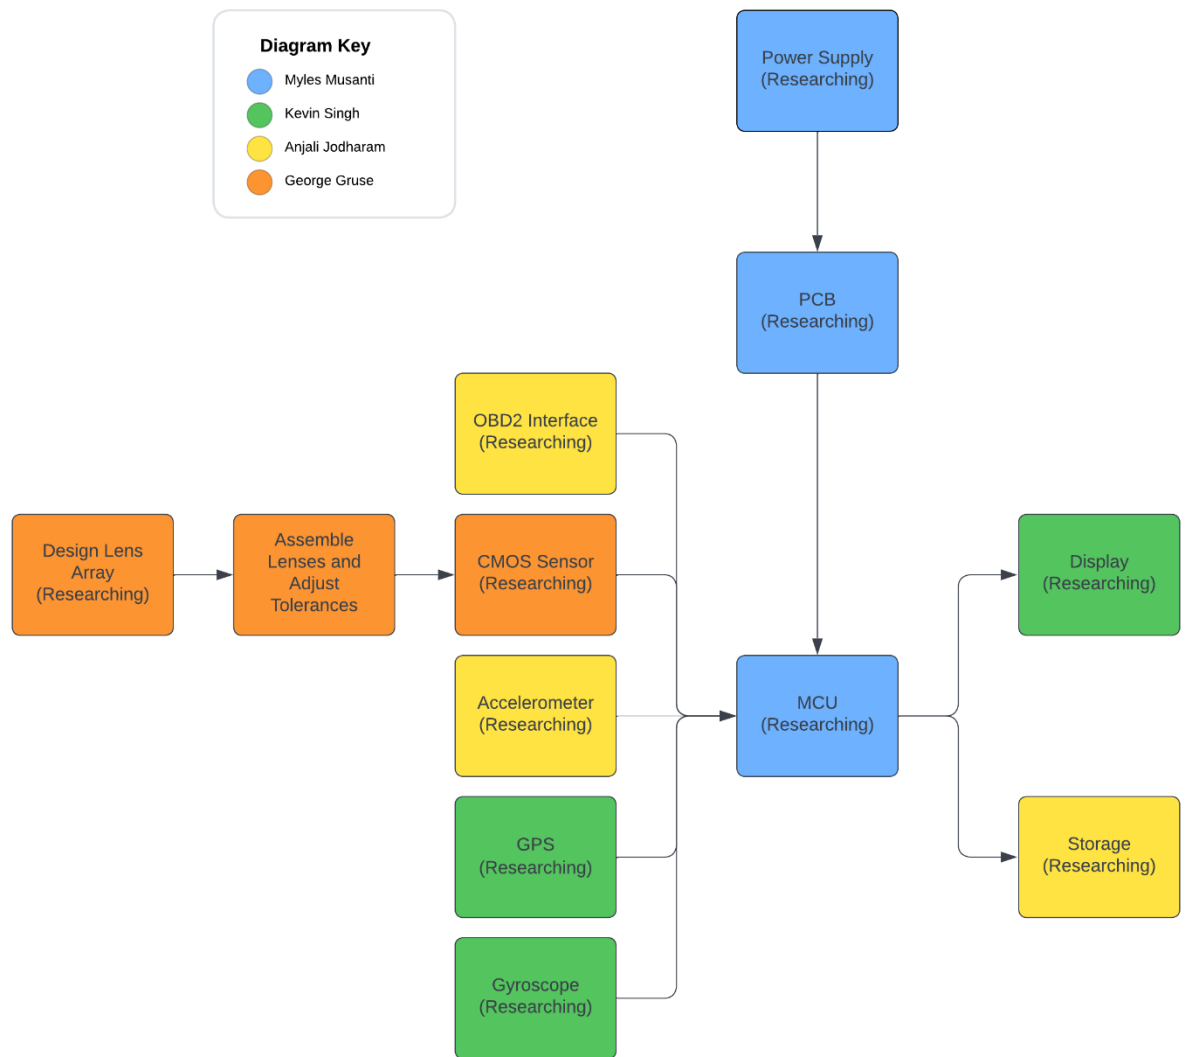 Diagram Key
Myles Musanti
Kevin Singh
Anjali Jodharam
George Gruse
Power Supply
(Researching)
PCB
(Researching)
OBD2 Interface
(Researching)
Design Lens
Array
(Researching)
Assemble
Lenses and
Adjust
Tolerances
CMOS Sensor
(Researching)
Display
(Researching)
Accelerometer
(Researching)
MCU
(Researching)
GPS
(Researching)
Storage
(Researching)
Gyroscope
(Researching)